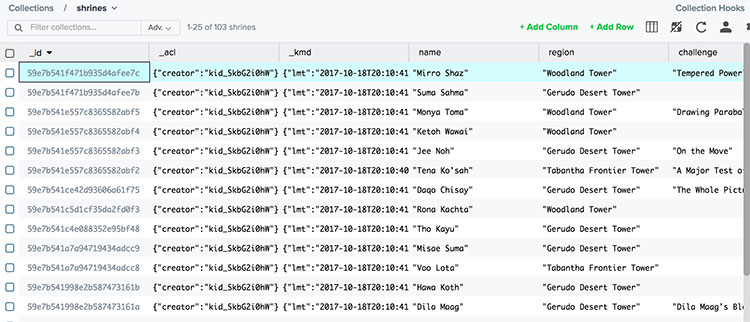 Collections > shrines Collection Hooks
Filter collections... Adv. 1-25 of 103 shrines + Add Column + Add Row
_id _acl _kmd name region challenge
59e7b541f471b935d4afee7c {"creator":"kid_SkbG2i0hW"} {"lmt":"2017-10-18T20:10:41 "Mirro Shaz" "Woodland Tower" "Tempered Power"
59e7b541f471b935d4afee7b {"creator":"kid_SkbG2i0hW"} {"lmt":"2017-10-18T20:10:41 "Suma Sahma" "Gerudo Desert Tower"
59e7b541e557c8365582abf5 {"creator":"kid_SkbG2i0hW"} {"lmt":"2017-10-18T20:10:41 "Monya Toma" "Woodland Tower" "Drawing Parabo
59e7b541e557c8365582abf4 {"creator":"kid_SkbG2i0hW"} {"lmt":"2017-10-18T20:10:41 "Ketoh Wawai" "Woodland Tower"
59e7b541e557c8365582abf3 {"creator":"kid_SkbG2i0hW"} {"lmt":"2017-10-18T20:10:41 "Jee Noh" "Gerudo Desert Tower" "On the Move"
59e7b541e557c8365582abf2 {"creator":"kid_SkbG2i0hW"} {"lmt":"2017-10-18T20:10:40 "Tena Ko'sah" "Tabantha Frontier Tower" "A Major Test of
59e7b541ce42d93606a61f75 {"creator":"kid_SkbG2i0hW"} {"lmt":"2017-10-18T20:10:41 "Daqo Chisay" "Gerudo Desert Tower" "The Whole Pictu
59e7b541c5d1cf35da2fd0f3 {"creator":"kid_SkbG2i0hW"} {"lmt":"2017-10-18T20:10:41 "Rona Kachta" "Woodland Tower"
59e7b541c4e088352e95bf48 {"creator":"kid_SkbG2i0hW"} {"lmt":"2017-10-18T20:10:41 "Tho Kayu" "Gerudo Desert Tower"
59e7b541a7a94719434adcc9 {"creator":"kid_SkbG2i0hW"} {"lmt":"2017-10-18T20:10:41 "Misae Suma" "Gerudo Desert Tower"
59e7b541a7a94719434adcc8 {"creator":"kid_SkbG2i0hW"} {"lmt":"2017-10-18T20:10:41 "Voo Lota" "Tabantha Frontier Tower"
59e7b541998e2b587473161b {"creator":"kid_SkbG2i0hW"} {"lmt":"2017-10-18T20:10:41 "Hawa Koth" "Gerudo Desert Tower"
59e7b541998e2b587473161a {"creator":"kid_SkbG2i0hW"} {"lmt":"2017-10-18T20:10:41 "Dila Maag" "Gerudo Desert Tower" "Dila Maag's Bl